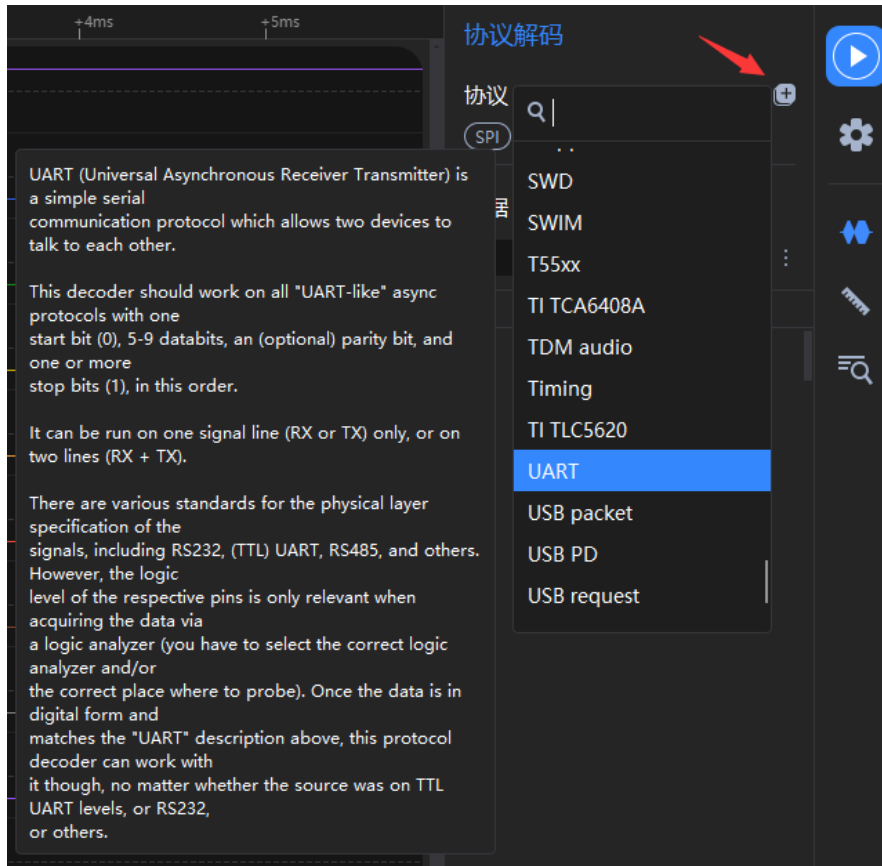 +4ms
+5ms
协议解码
协议
SPI
据
SWD
SWIM
T55xx
TI TCA6408A
TDM audio
Timing
TI TLC5620
UART
USB packet
USB PD
USB request
UART (Universal Asynchronous Receiver Transmitter) is
a simple serial
communication protocol which allows two devices to
talk to each other.
This decoder should work on all "UART-like" async
protocols with one
start bit (0), 5-9 databits, an (optional) parity bit, and
one or more
stop bits (1), in this order.
It can be run on one signal line (RX or TX) only, or on
two lines (RX + TX).
There are various standards for the physical layer
specification of the
signals, including RS232, (TTL) UART, RS485, and others.
However, the logic
level of the respective pins is only relevant when
acquiring the data via
a logic analyzer (you have to select the correct logic
analyzer and/or
the correct place where to probe). Once the data is in
digital form and
matches the "UART" description above, this protocol
decoder can work with
it though, no matter whether the source was on TTL
UART levels, or RS232,
or others.